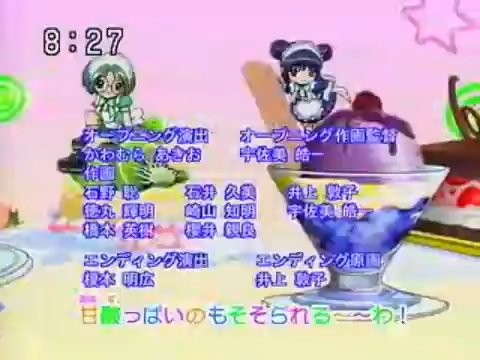 8:27
オープニング演出 オープニング作画監督
かわむら あきお 宇佐美 皓一
作画
石野 聡 石井 久美 井上 敦子
徳丸 輝明 崎山 知明 宇佐美 皓一
根本 英樹 櫻井 親良
エンディング演出 エンディング原画
榎本 明広 井上 敦子
あま ず
甘酸っぱいのもそそられる〜〜わ!